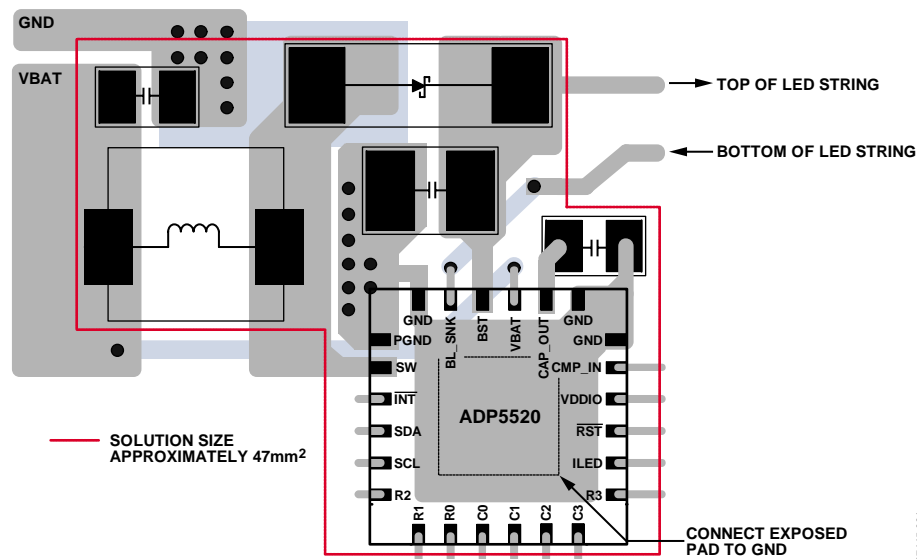 GND
VBAT
TOP OF LED STRING
BOTTOM OF LED STRING
GND
BL_SNK
BST
VBAT
CAP_OUT
GND
PGND
GND
SW
CMP_IN
INT
VDDIO
SDA
ADP5520
RST
SCL
ILED
R2
R3
R1
R0
C0
C1
C2
C3
SOLUTION SIZE
APPROXIMATELY 47mm²
CONNECT EXPOSED
PAD TO GND